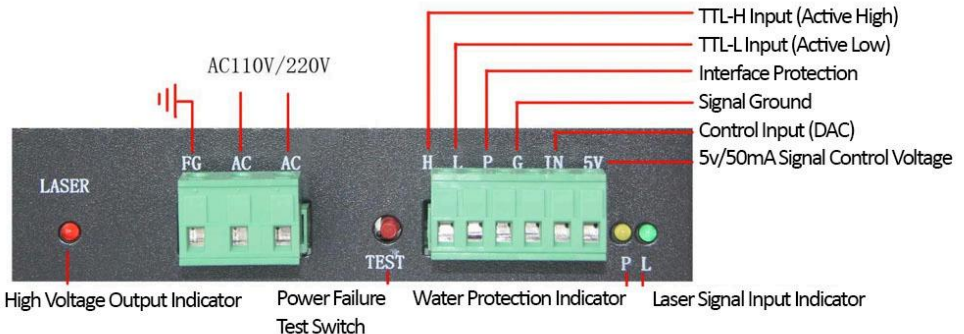 TTL-H Input (Active High)
TTL-L Input (Active Low)
AC110V/220V
Interface Protection
Signal Ground
Control Input (DAC)
5v/50mA Signal Control Voltage
FG AC AC
H L P G IN 5V
LASER
TEST
P L
High Voltage Output Indicator
Power Failure
Test Switch
Water Protection Indicator
Laser Signal Input Indicator